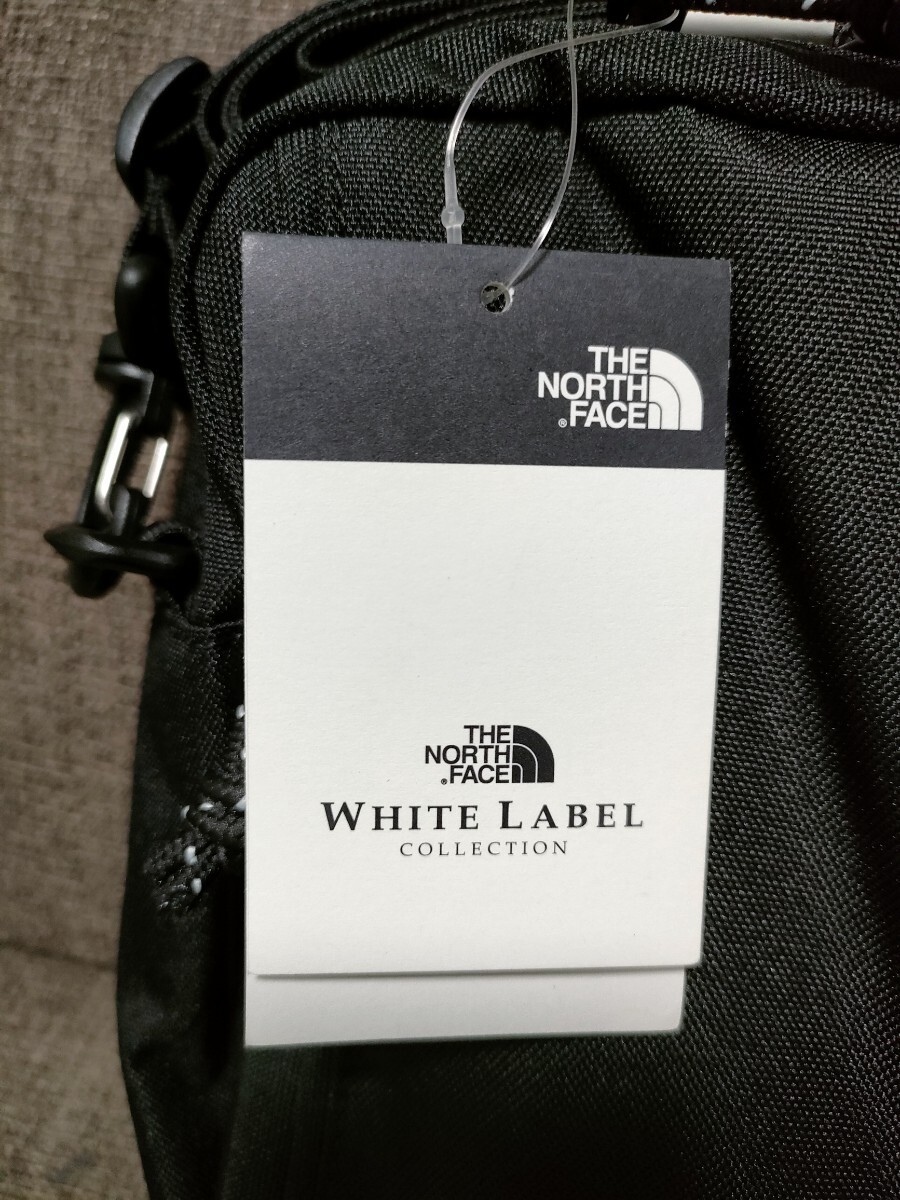 THE
NORTH
®FACE
THE
NORTH
®FACE
WHITE LABEL
COLLECTION